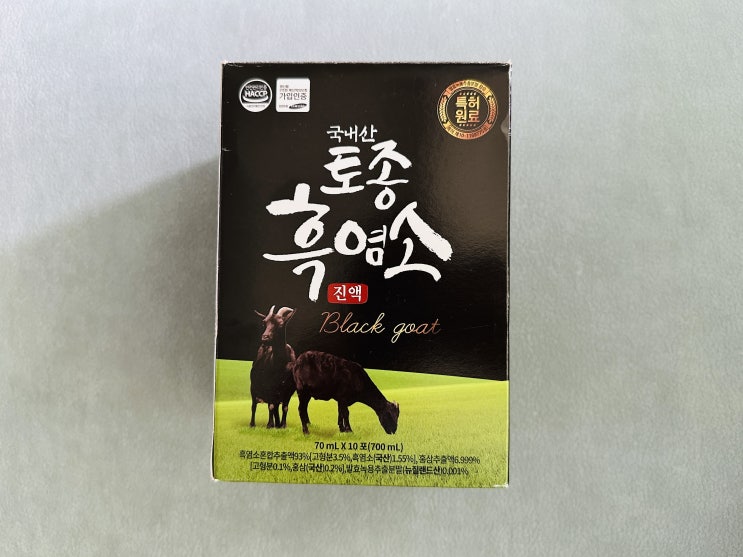 HACCP
가입인증
특허
원료
국내산
토종
흑염소
진액
Black goat
70 mL X 10 포(700 mL)
흑염소혼합추출액93%{고형분3.5%,흑염소(국산)1.55%}, 홍삼추출액6.999%
{고형분0.1%,홍삼(국산)0.2%},발효녹용추출분말(뉴질랜드산)0.001%